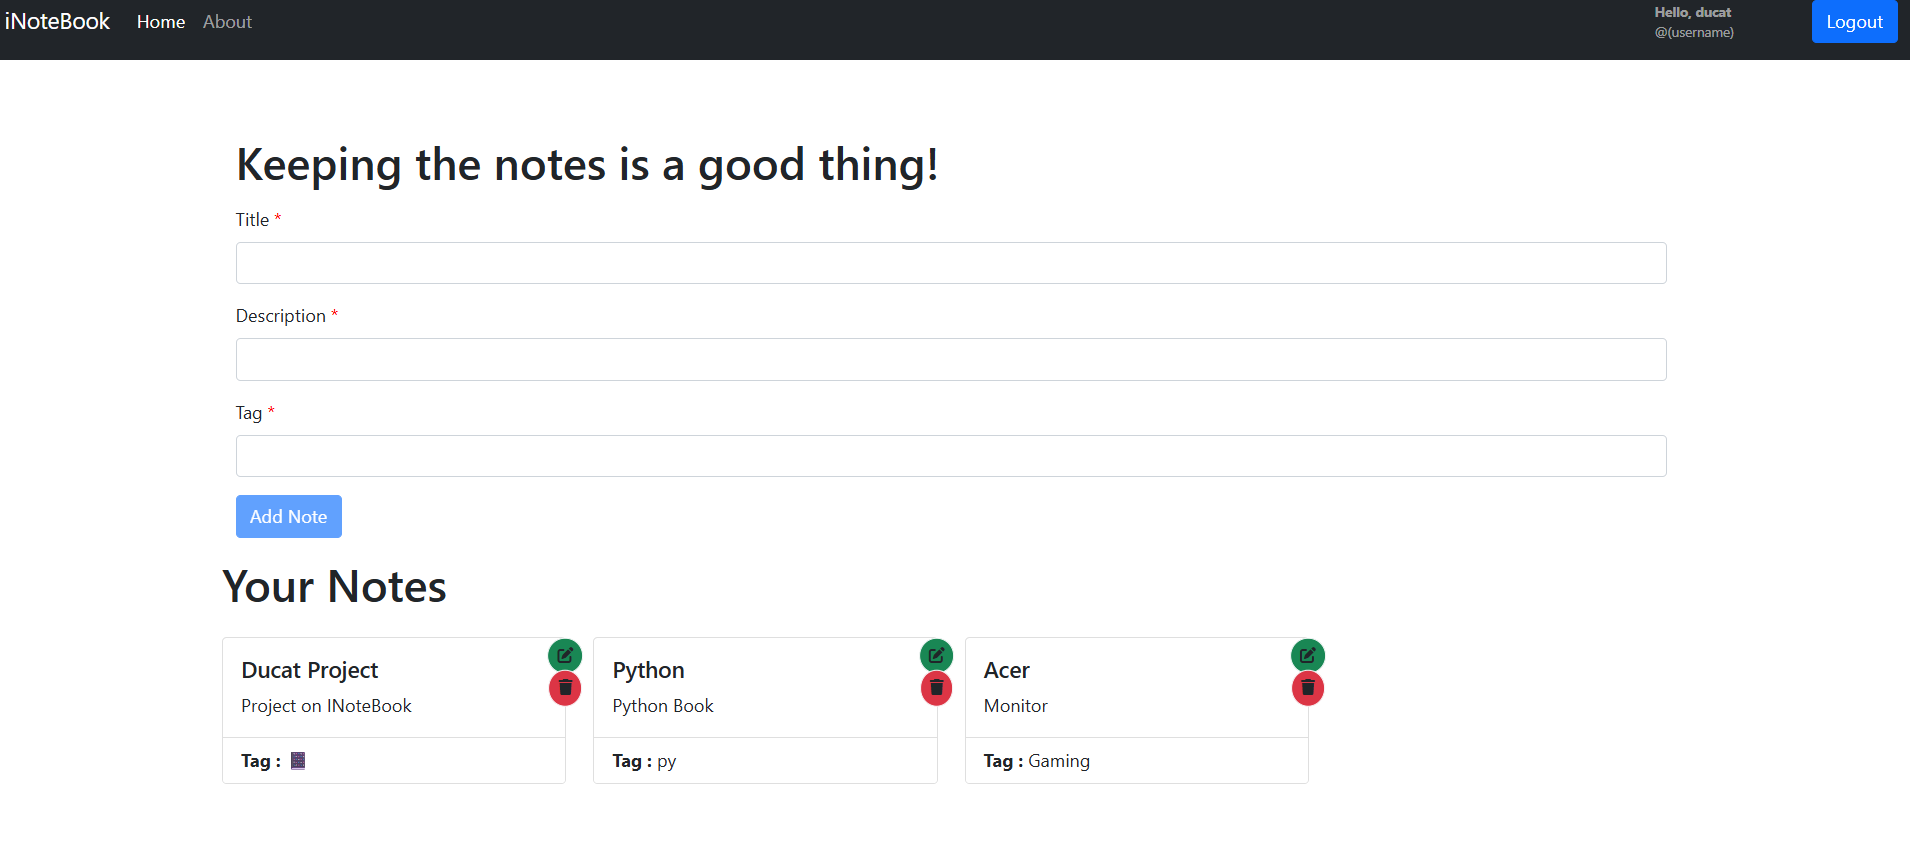 iNoteBook Home About Hello, ducat Logout
@(username)
Keeping the notes is a good thing!
Title *
Description *
Tag *
Add Note
Your Notes
Ducat Project
Project on INoteBook
Tag :
Python
Python Book
Tag : py
Acer
Monitor
Tag : Gaming